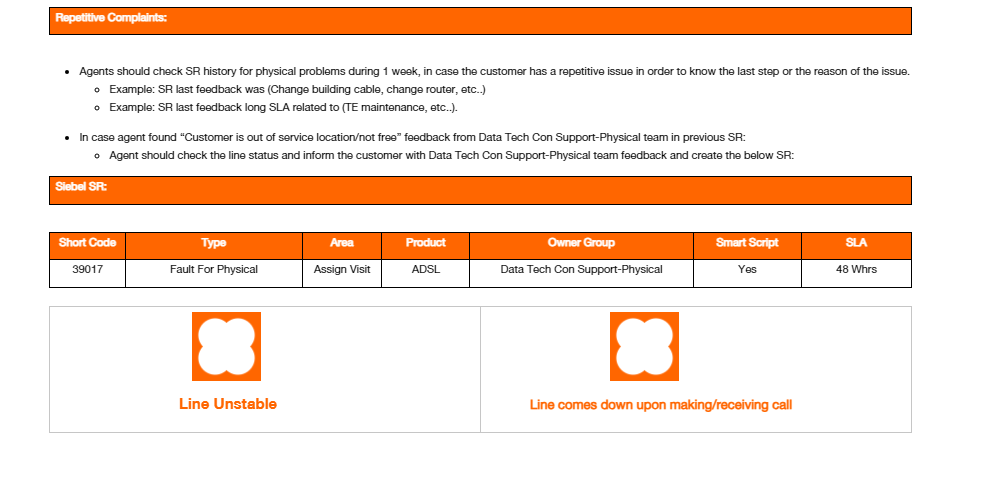 Repetitive Complaints:
• Agents should check SR history for physical problems during 1 week, in case the customer has a repetitive issue in order to know the last step or the reason of the issue.
o Example: SR last feedback was (Change building cable, change router, etc..)
o Example: SR last feedback long SLA related to (TE maintenance, etc..).
• In case agent found “Customer is out of service location/not free” feedback from Data Tech Con Support-Physical team in previous SR:
o Agent should check the line status and inform the customer with Data Tech Con Support-Physical team feedback and create the below SR:
Siebel SR:
Short Code Type Area Product Owner Group Smart Script SLA
39017 Fault For Physical Assign Visit ADSL Data Tech Con Support-Physical Yes 48 Whrs
Line Unstable
Line comes down upon making/receiving call